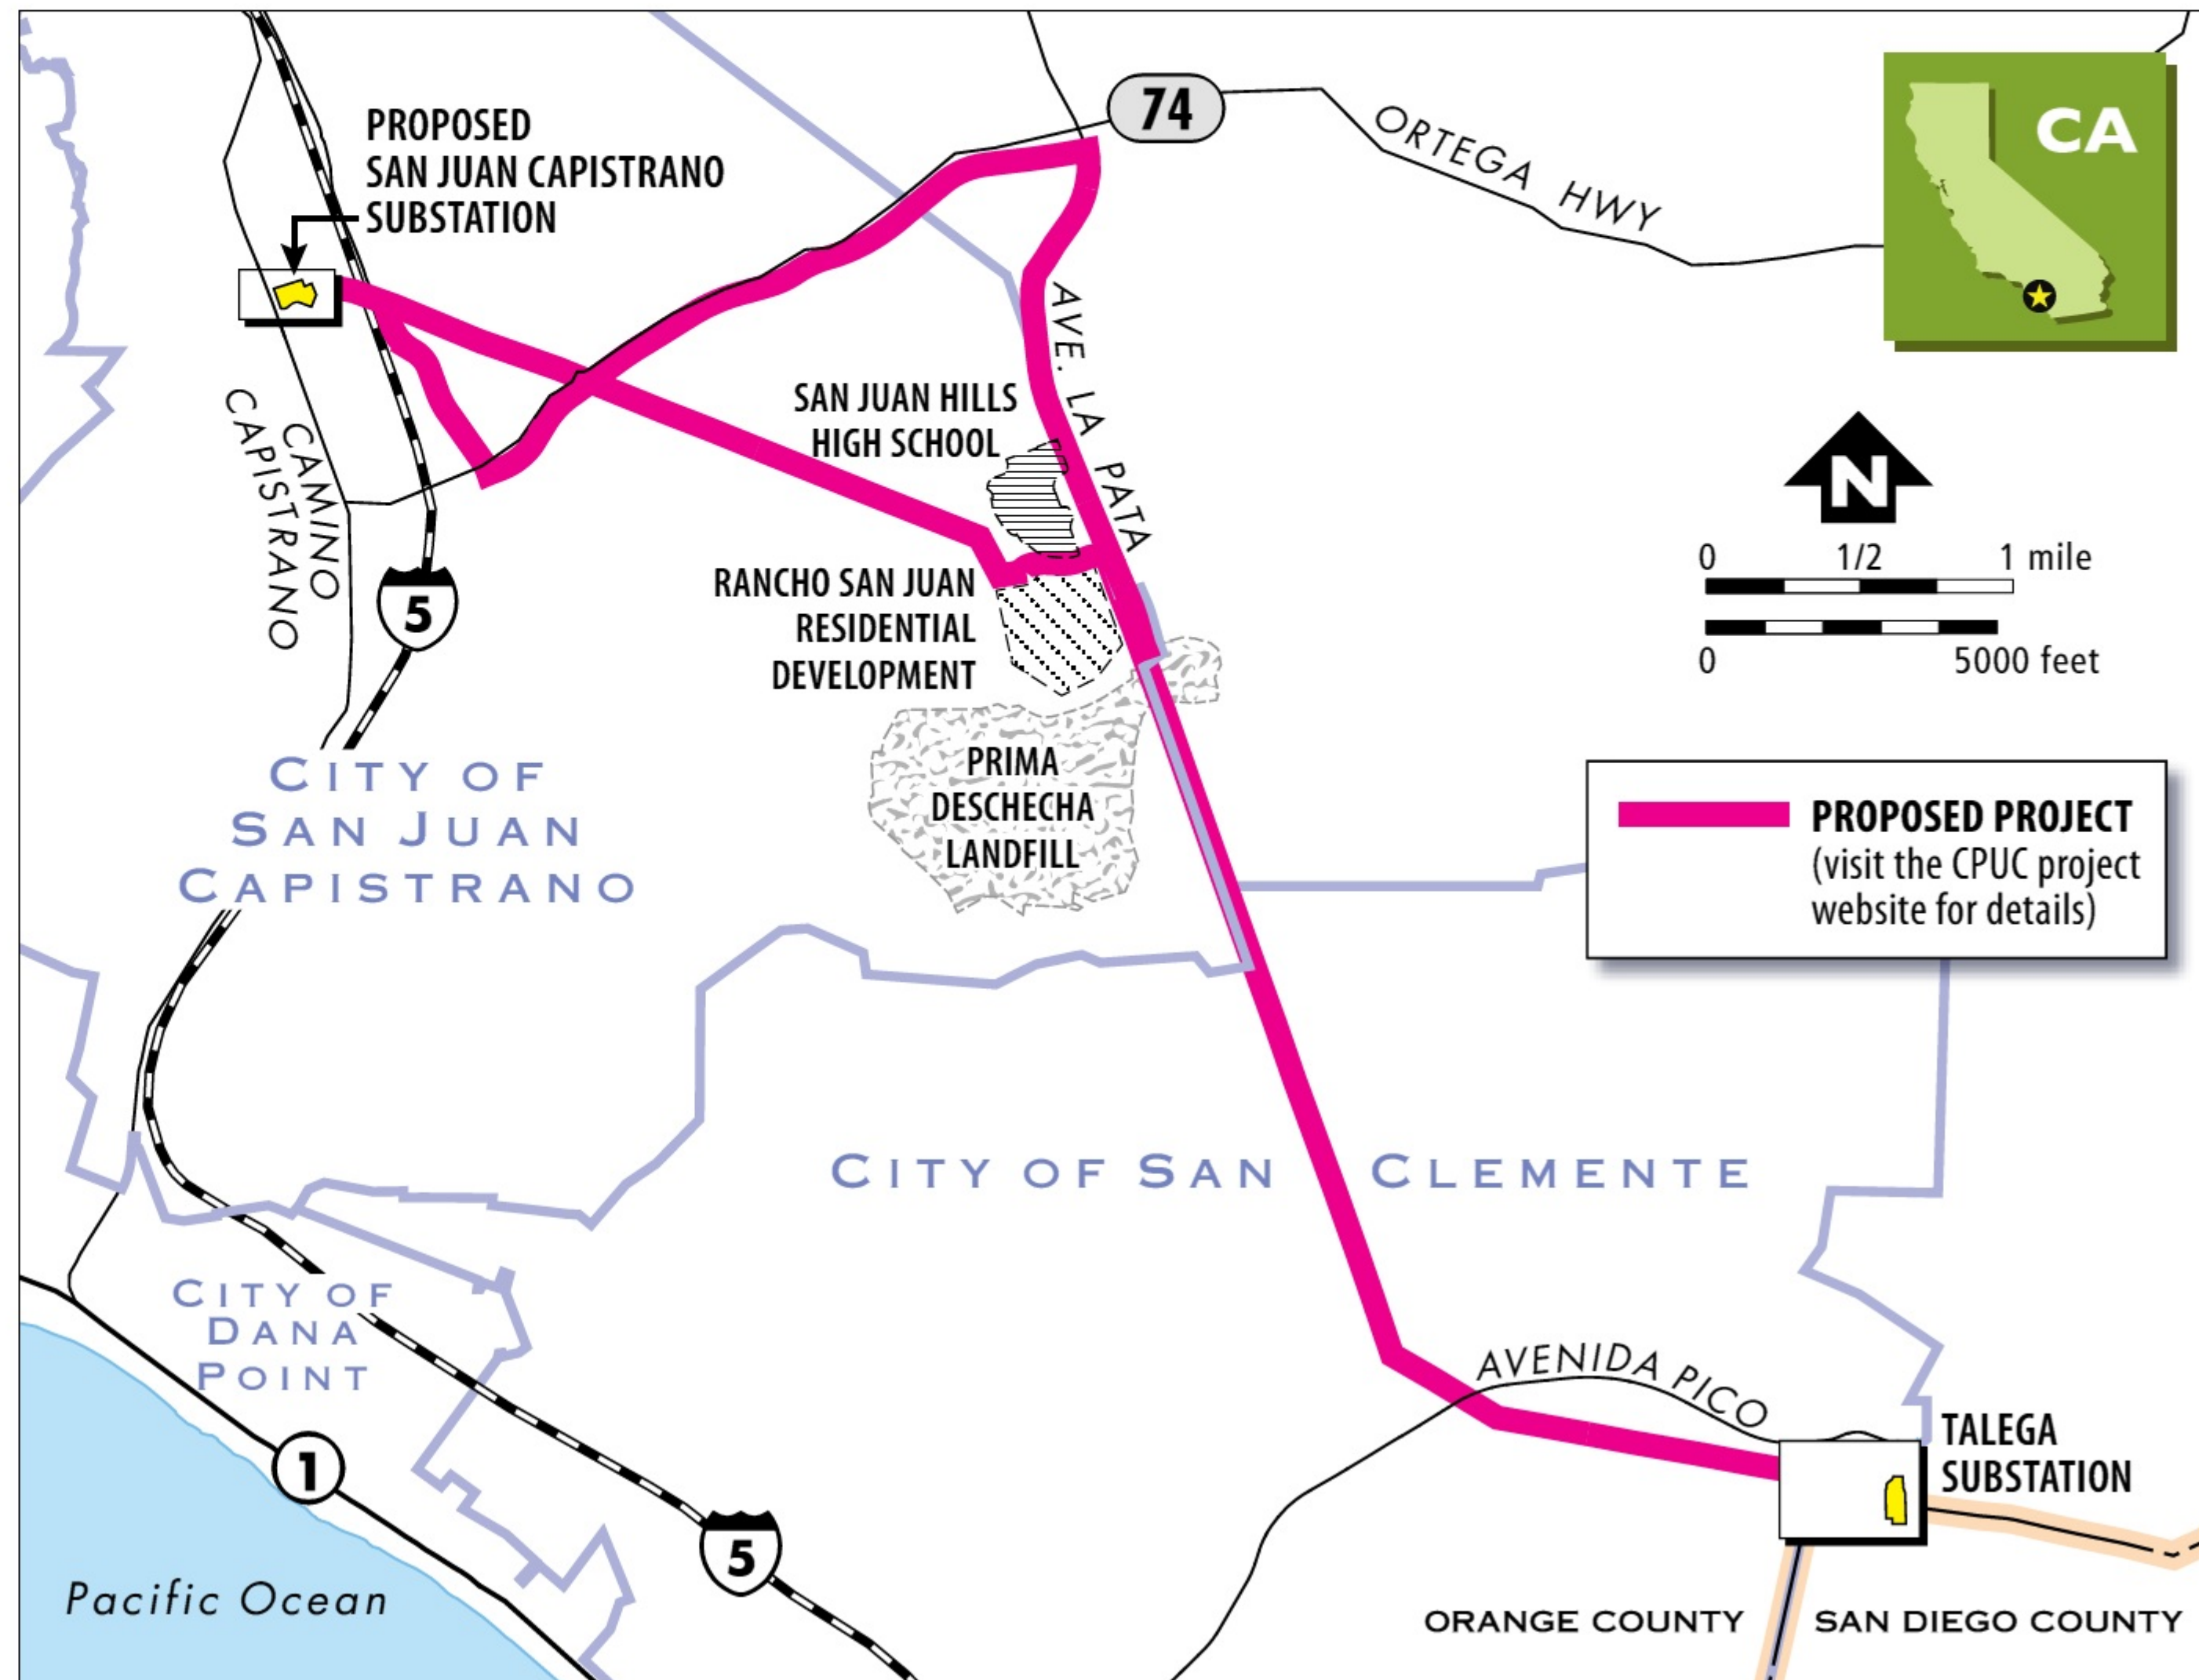 PROPOSED
SAN JUAN CAPISTRANO
SUBSTATION
74
ORTEGA HWY
CA
AVE. LA PATA
SAN JUAN HILLS
HIGH SCHOOL
CAMINO
CAPISTRANO
N
0 1/2 1 mile
0 5000 feet
5
RANCHO SAN JUAN
RESIDENTIAL
DEVELOPMENT
PRIMA
DESCHECHA
LANDFILL
CITY OF
SAN JUAN
CAPISTRANO
PROPOSED PROJECT
(visit the CPUC project
website for details)
CITY OF SAN CLEMENTE
CITY OF
DANA
POINT
AVENIDA PICO
TALEGA
SUBSTATION
1
5
Pacific Ocean
ORANGE COUNTY
SAN DIEGO COUNTY